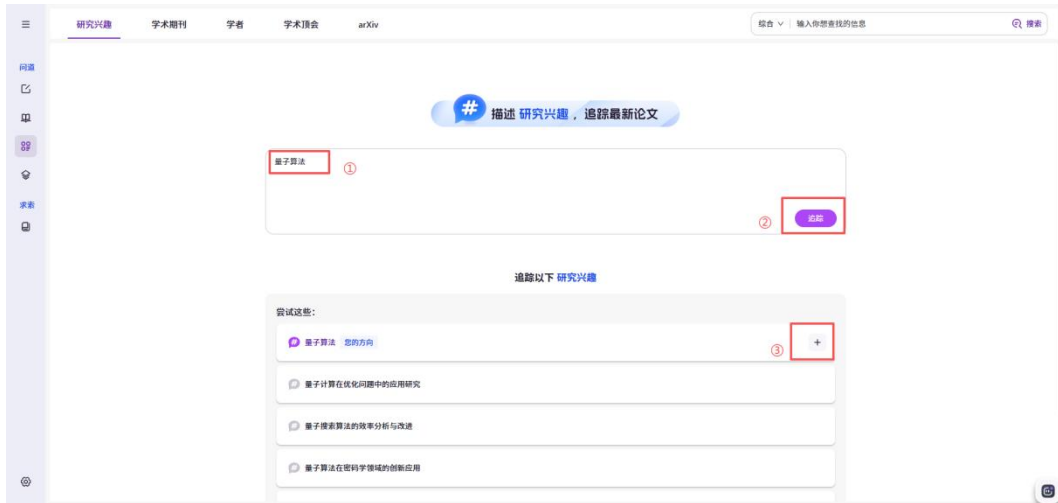 研究兴趣 学术期刊 学者 学术顶会 arXiv 综合 输入你想查找的信息 搜索
问道
# 描述 研究兴趣，追踪最新论文
量子算法 ①
求索
② 追踪
追踪以下 研究兴趣
尝试这些：
量子算法 您的方向 ③ +
量子计算在优化问题中的应用研究
量子搜索算法的效率分析与改进
量子算法在密码学领域的创新应用